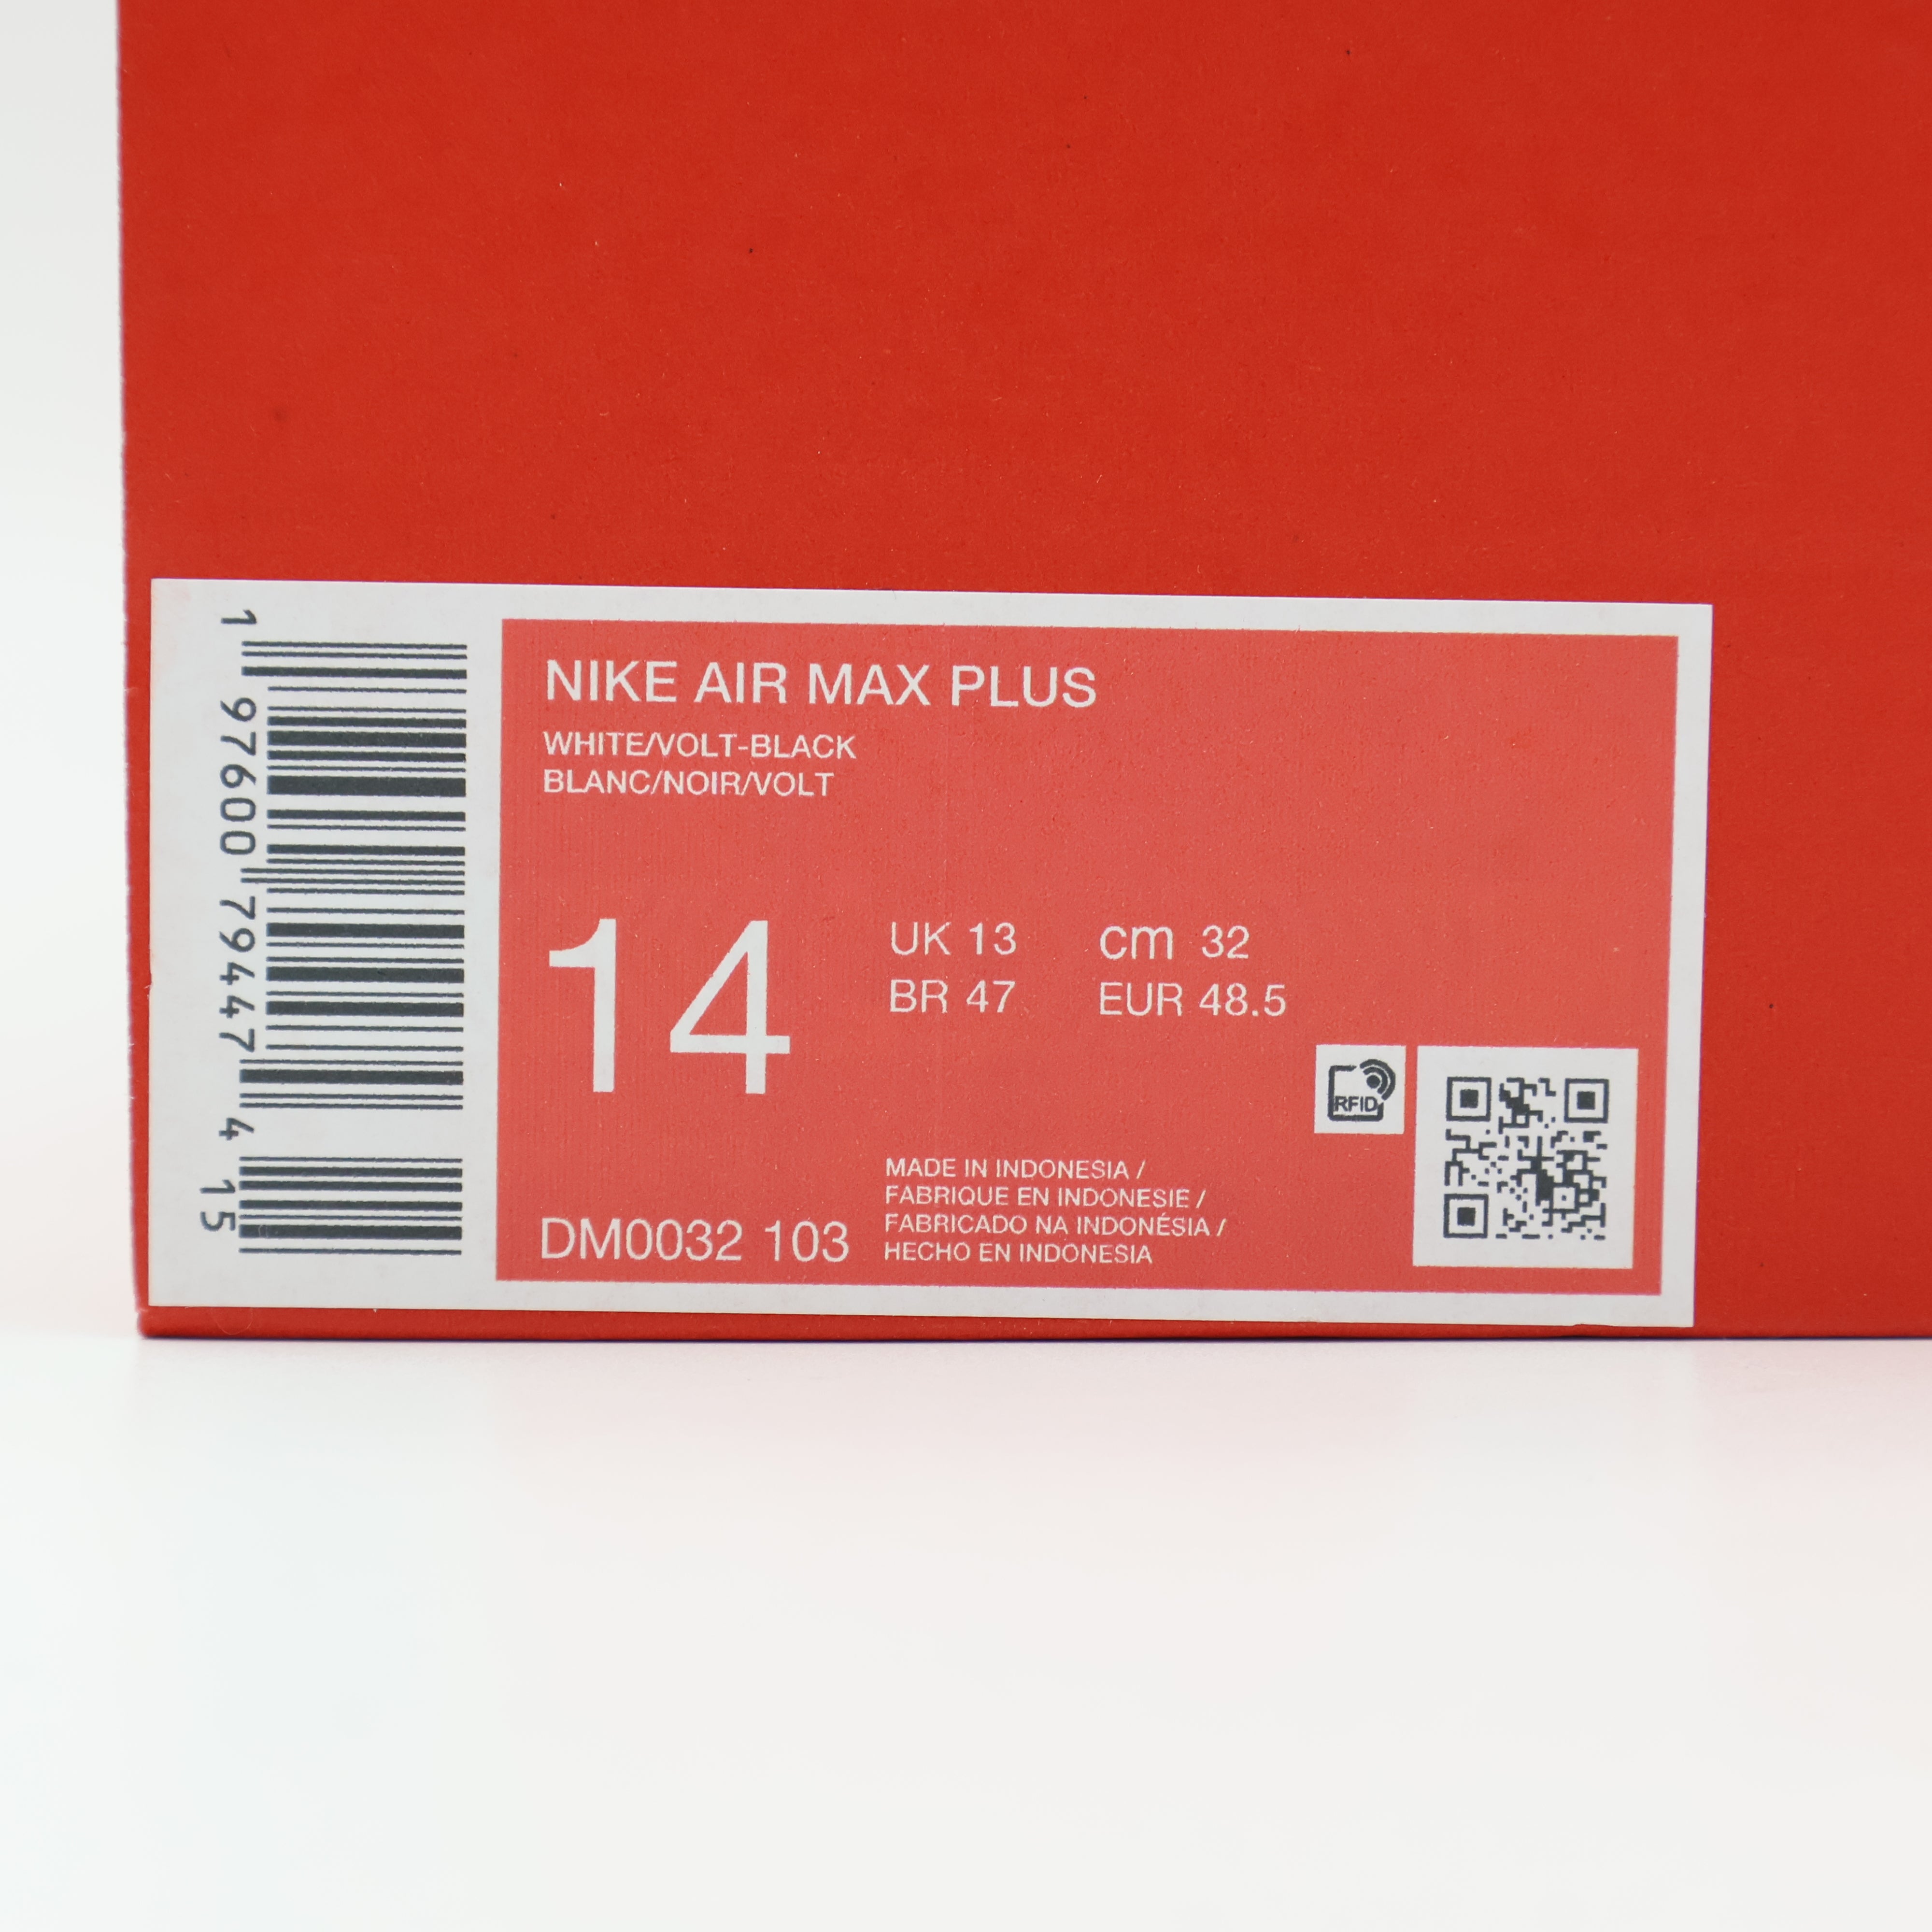 NIKE AIR MAX PLUS
WHITE/VOLT-BLACK
BLANC/NOIR/VOLT
14
UK 13 cm 32
BR 47 EUR 48.5
RFID
DM0032 103
MADE IN INDONESIA /
FABRIQUE EN INDONESIE /
FABRICADO NA INDONÉSIA /
HECHO EN INDONESIA
1 97600 79447 4
15